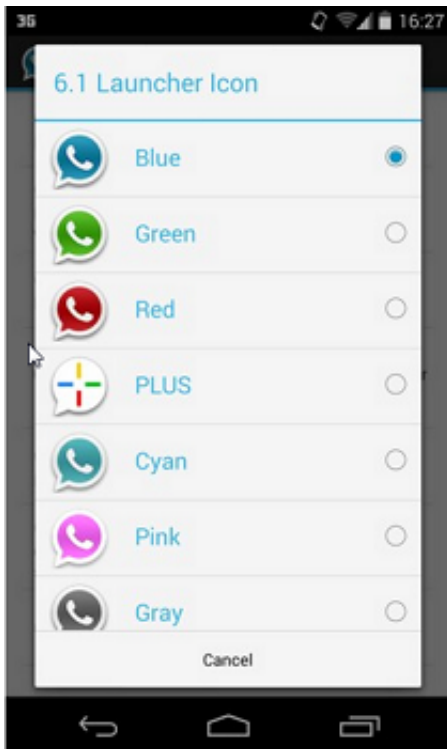 3G
16:27
6.1 Launcher Icon
Blue
Green
Red
PLUS
Cyan
Pink
Gray
Cancel